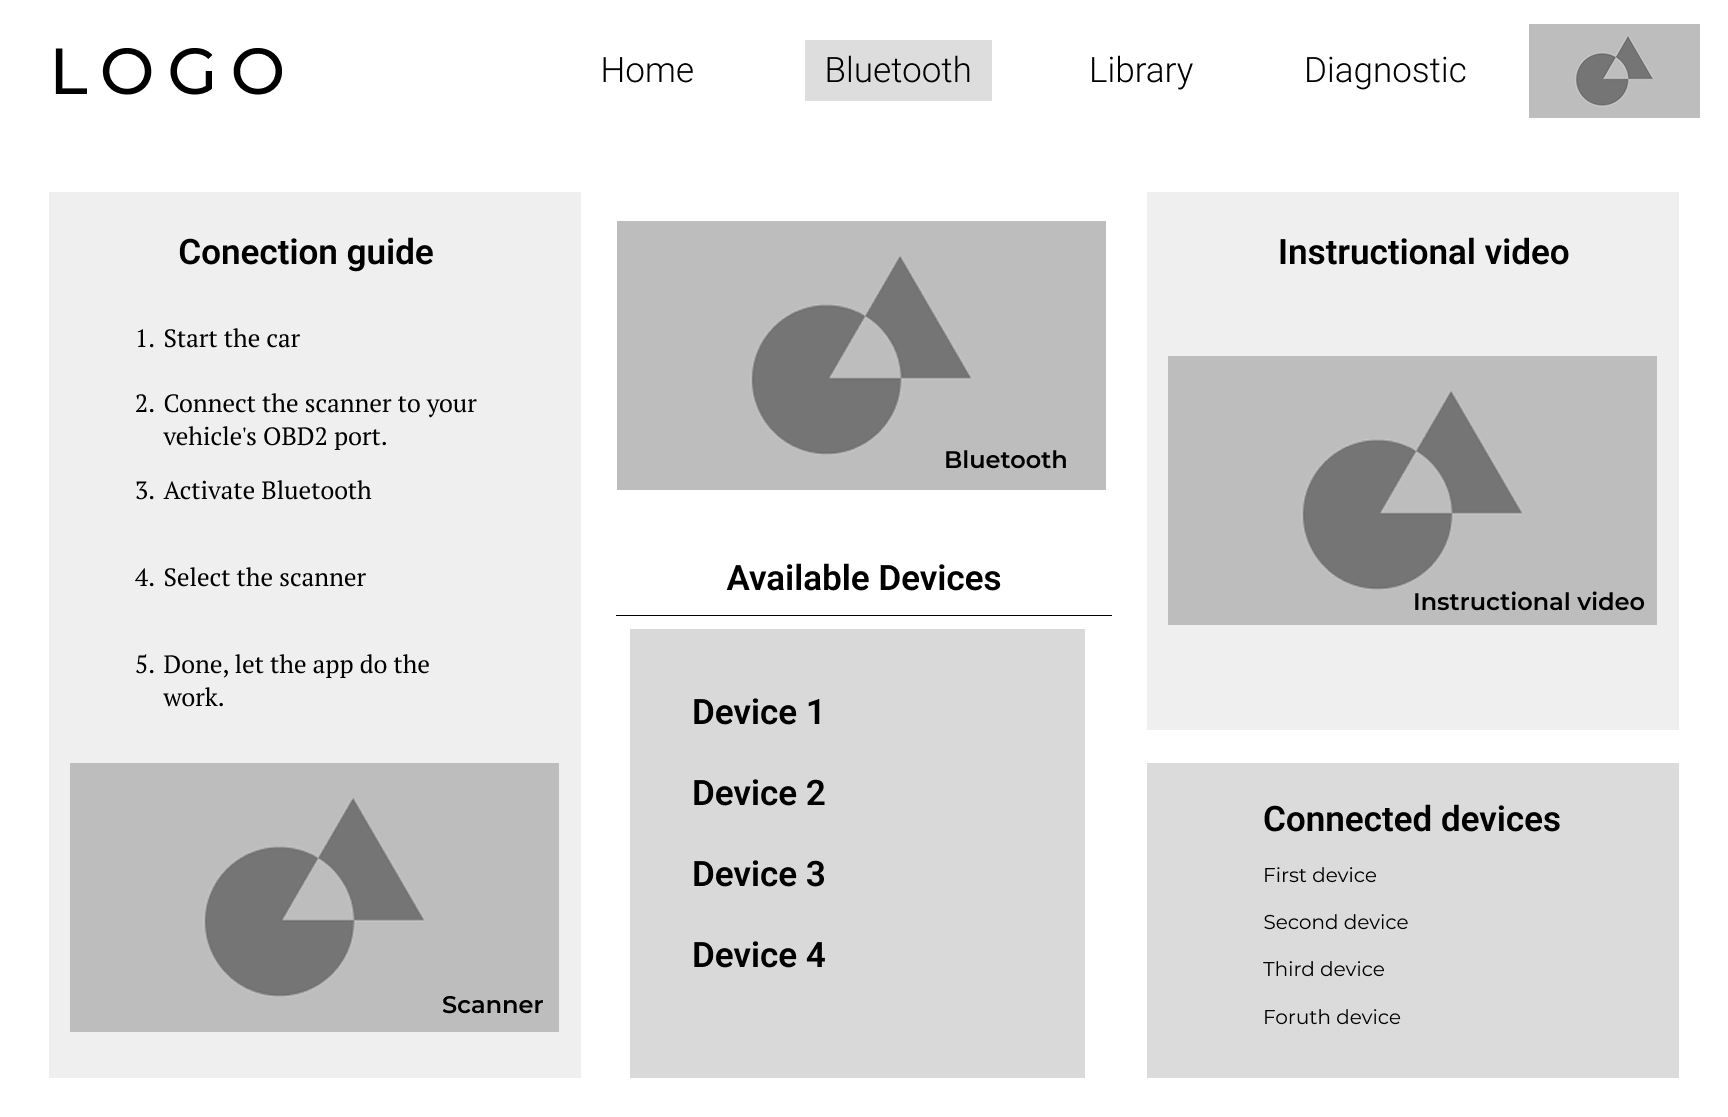 LOGO
Home
Bluetooth
Library
Diagnostic
Conection guide
1. Start the car
2. Connect the scanner to your
vehicle's OBD2 port.
3. Activate Bluetooth
4. Select the scanner
5. Done, let the app do the
work.
Scanner
Bluetooth
Available Devices
Device 1
Device 2
Device 3
Device 4
Instructional video
Instructional video
Connected devices
First device
Second device
Third device
Foruth device